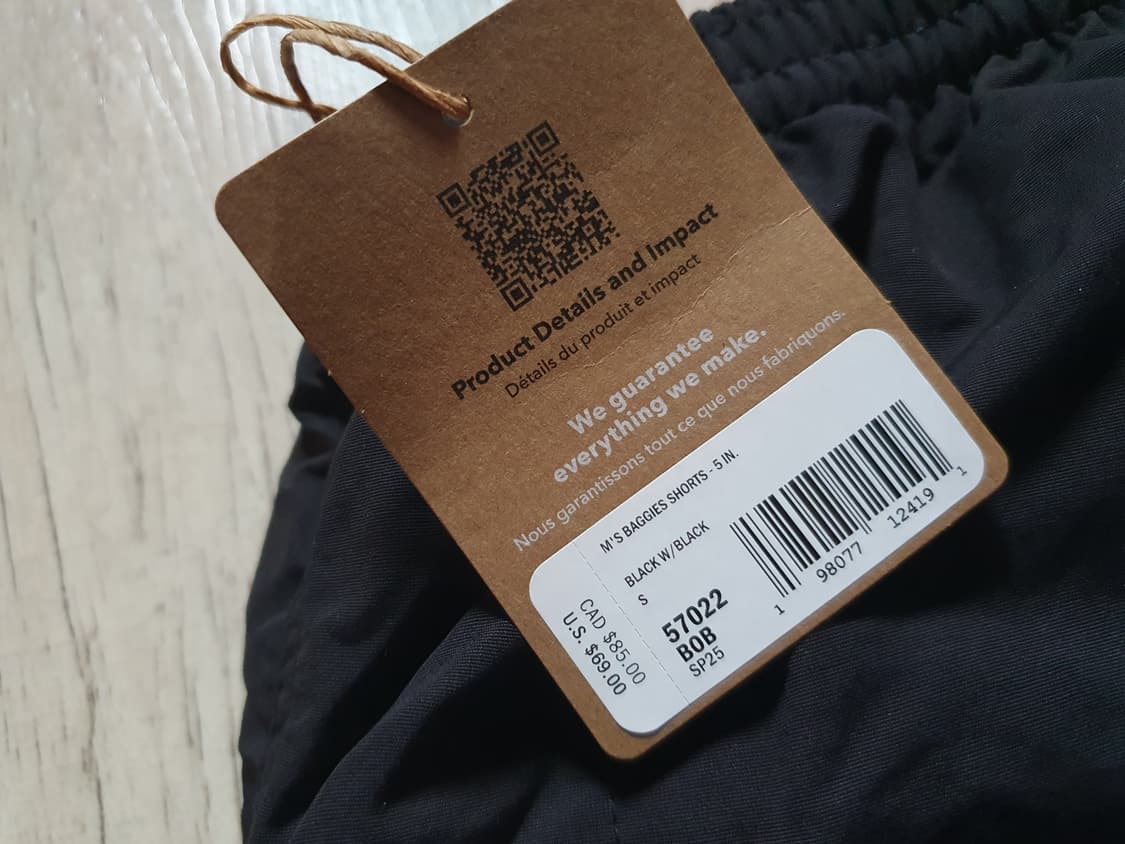 Product Details and Impact
Détails du produit et impact
We guarantee
everything we make.
Nous garantissons tout ce que nous fabriquons.
M'S BAGGIES SHORTS - 5 IN.
BLACK W/BLACK
S
57022
BOB
SP25
1 98077 12419 1
CAD $85.00
U.S. $69.00